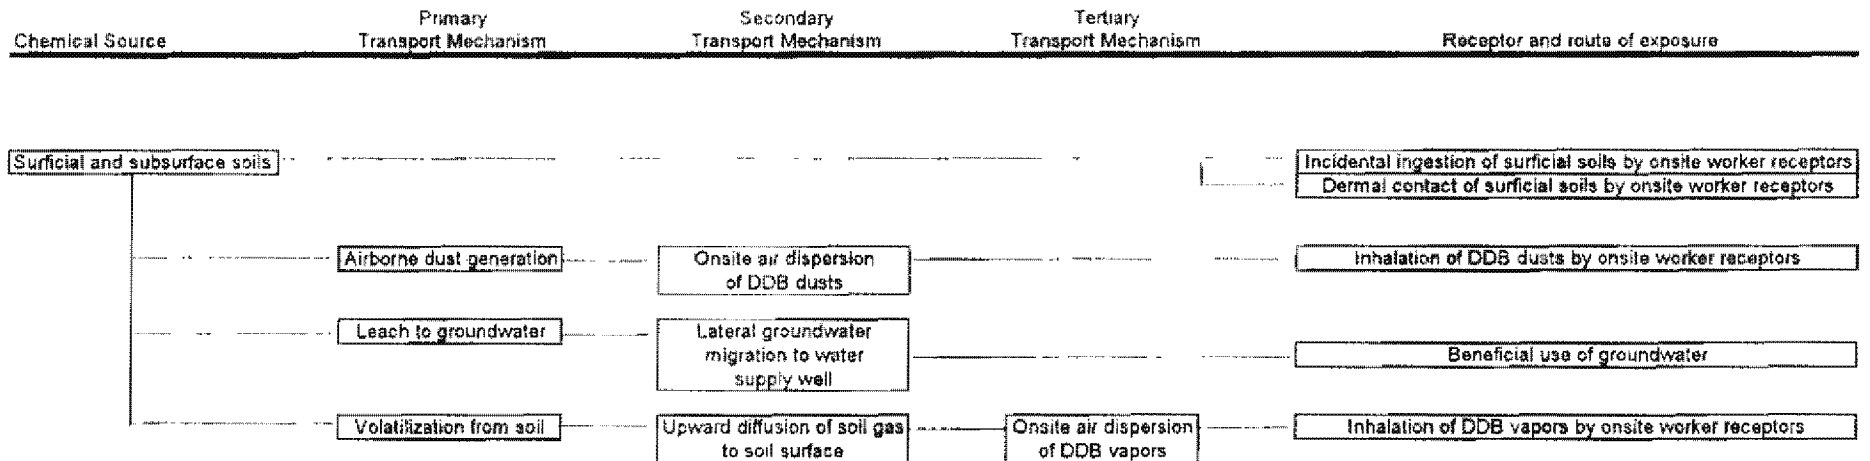 Primary
Secondary
Tertiary
Chemical Source
Transport Mechanism
Transport Mechanism
Transport Mechanism
Receptor and route of exposure
Surficial and subsurface soils
Incidental ingestion of surficial soils by onsite worker receptors
Dermal contact of surficial soils by onsite worker receptors
Airborne dust generation
Onsite air dispersion
of DDB dusts
Inhalation of DDB dusts by onsite worker receptors
Leach to groundwater
Lateral groundwater
migration to water
supply well
Beneficial use of groundwater
Volatilization from soil
Upward diffusion of soil gas
to soil surface
Onsite air dispersion
of DDB vapors
Inhalation of DDB vapors by onsite worker receptors